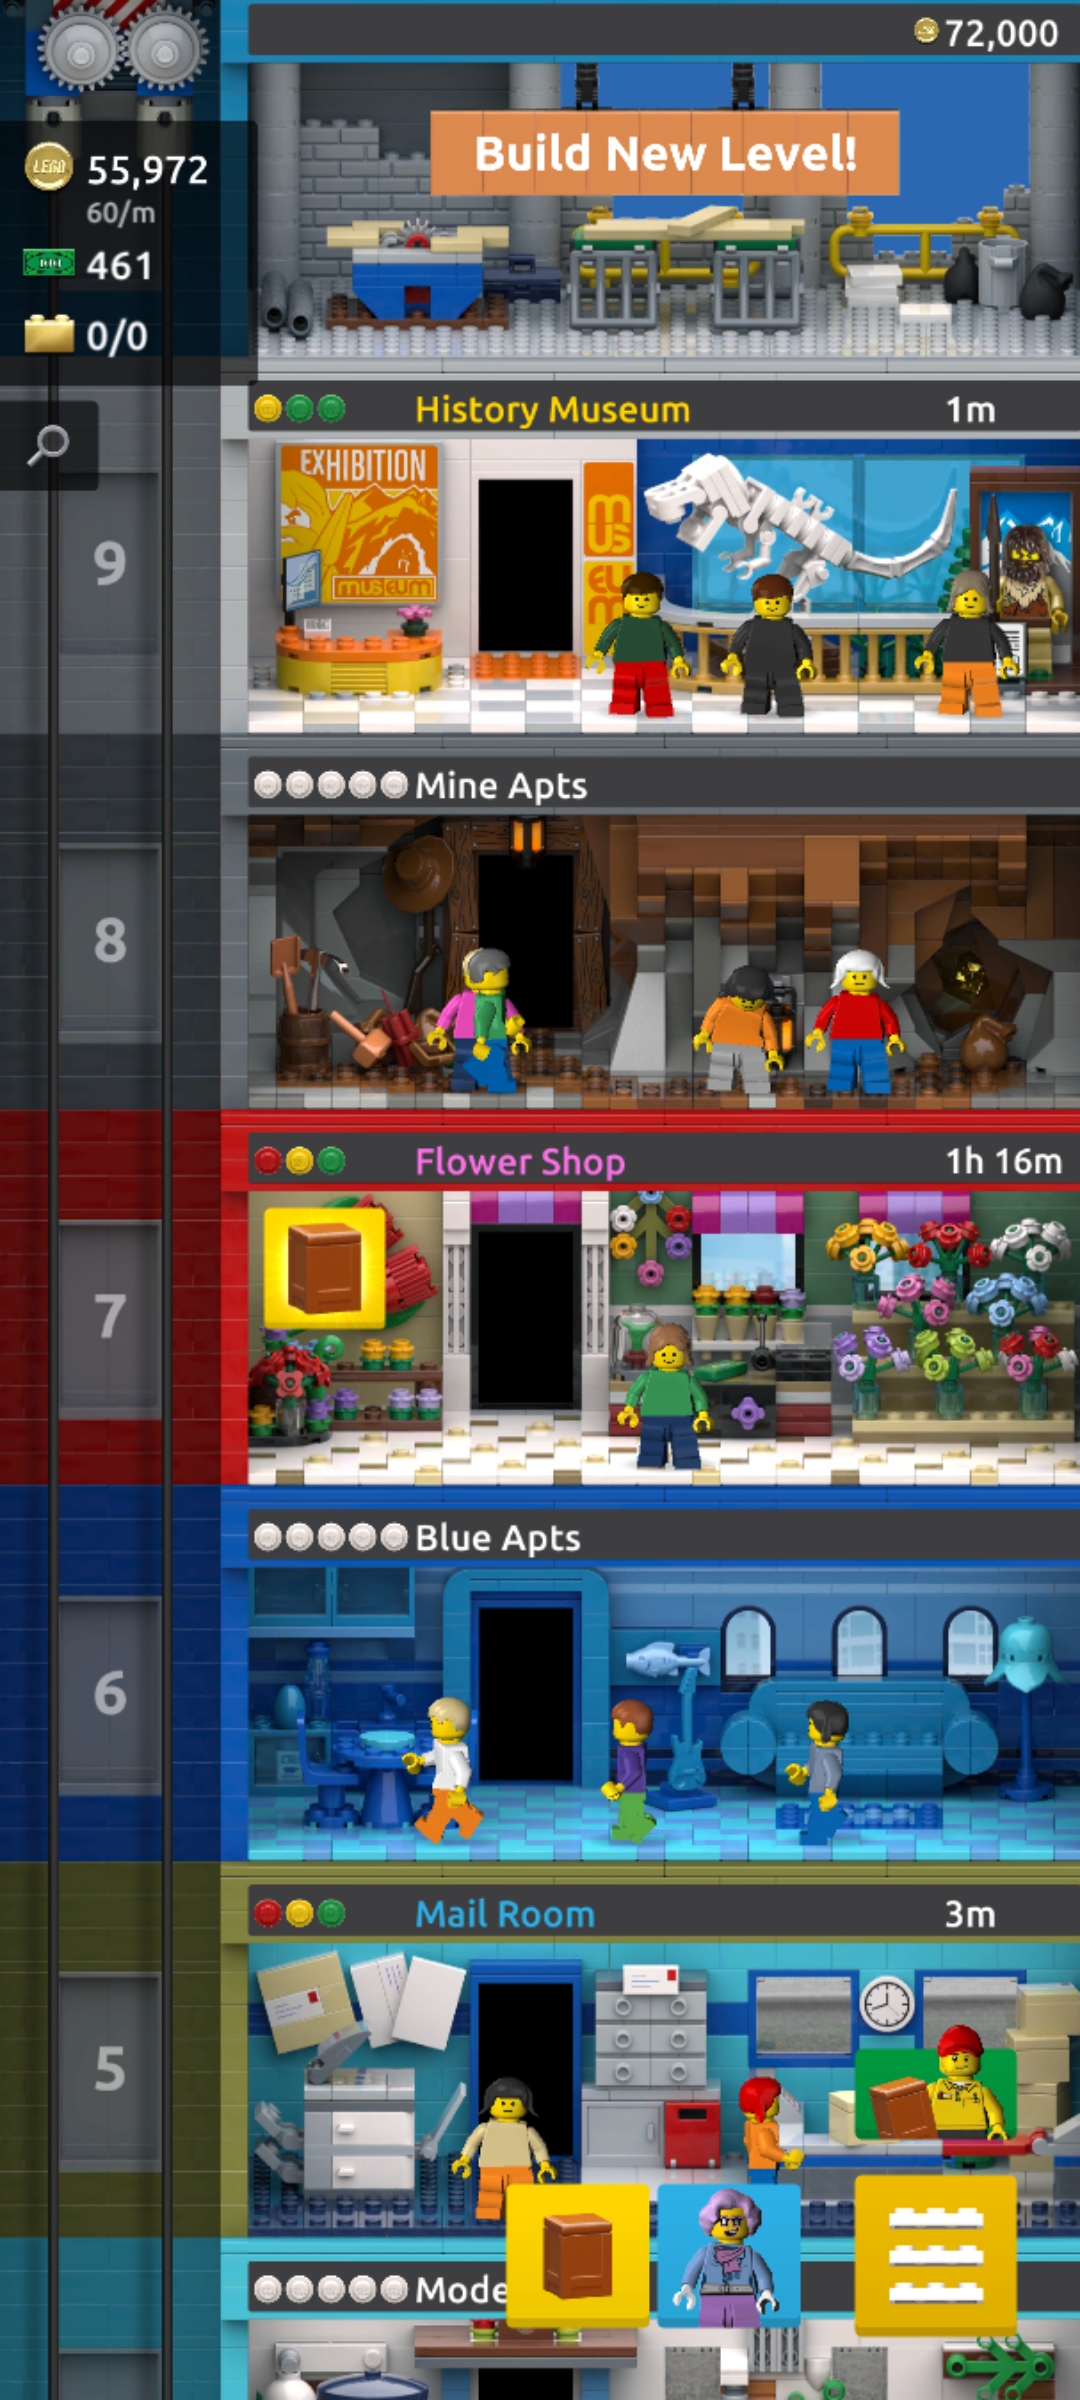 72,000
Build New Level!
LEGO 55,972
60/m
461
0/0
History Museum 1m
EXHIBITION
museum
mus
eum
9
Mine Apts
8
Flower Shop 1h 16m
7
Blue Apts
6
Mail Room 3m
5
Mode